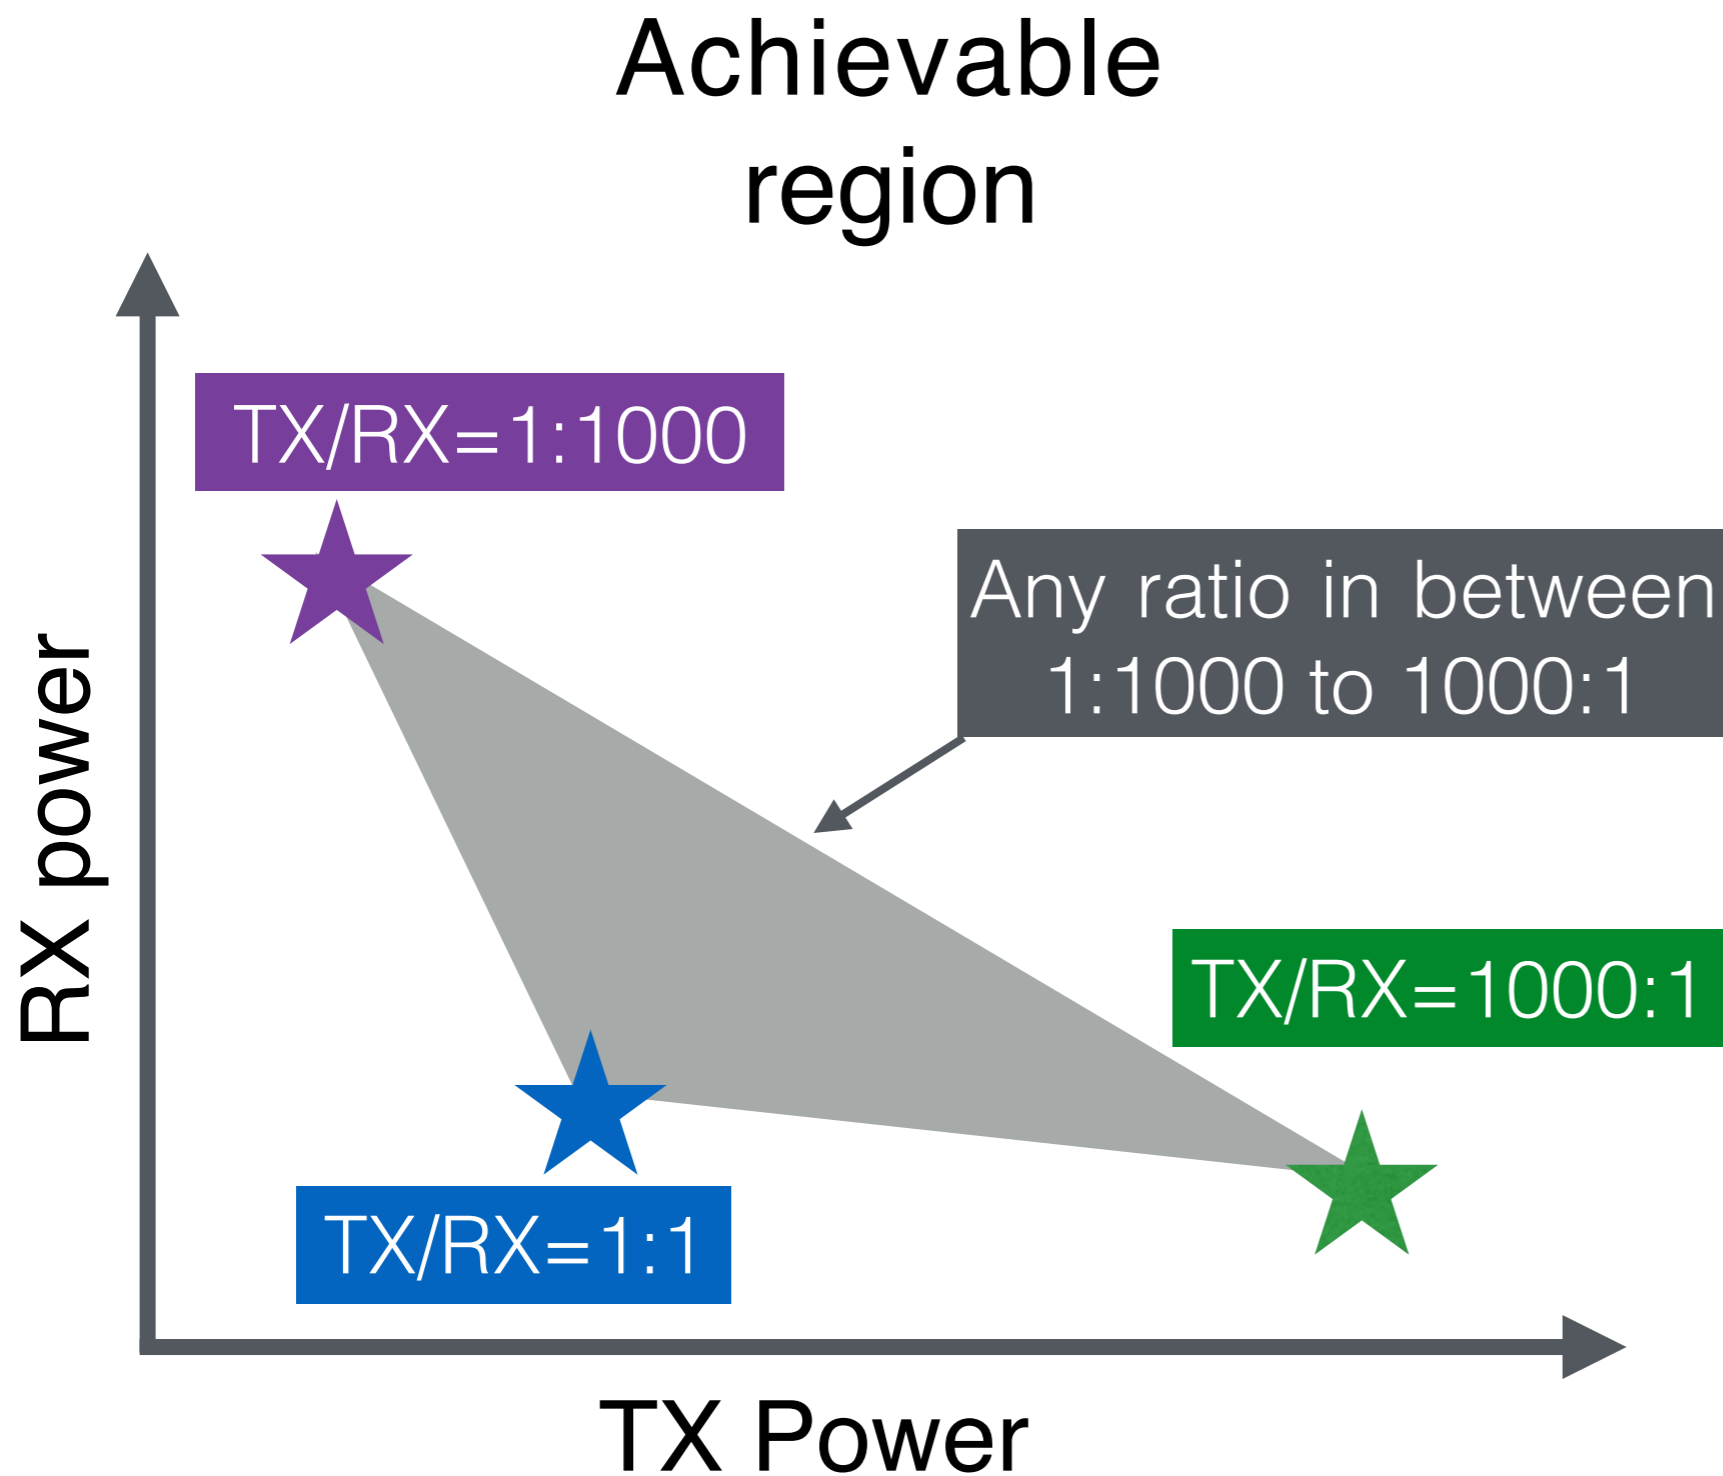 Achievable
region
TX/RX=1:1000
Any ratio in between
1:1000 to 1000:1
RX power
TX/RX=1000:1
TX/RX=1:1
TX Power